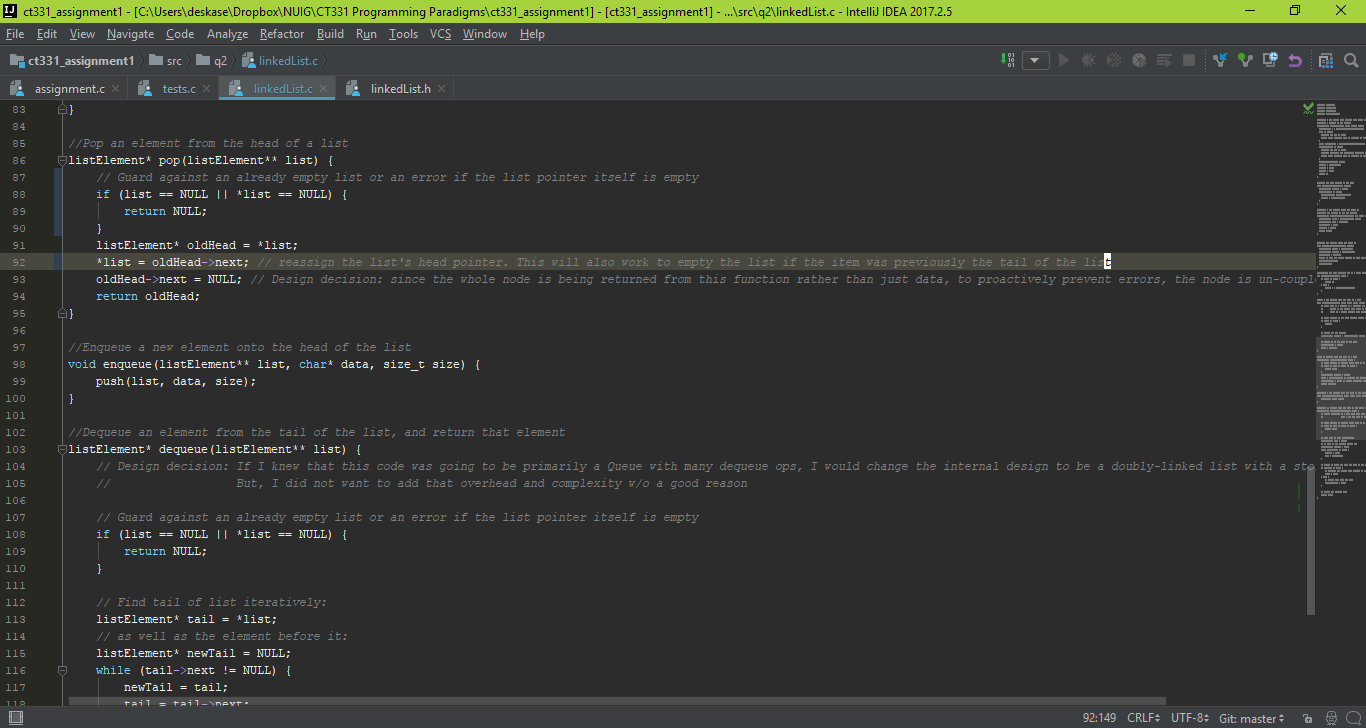 ct331_assignment1 - [C:\Users\deskase\Dropbox\NUIG\CT331 Programming Paradigms\ct331_assignment1] - [ct331_assignment1] - ...\src\q2\linkedList.c - IntelliJ IDEA 2017.2.5
File Edit View Navigate Code Analyze Refactor Build Run Tools VCS Window Help
ct331_assignment1 src q2 linkedList.c
assignment.c tests.c linkedList.c linkedList.h
83 }
84
85 //Pop an element from the head of a list
86 listElement* pop(listElement** list) {
87 // Guard against an already empty list or an error if the list pointer itself is empty
88 if (list == NULL || *list == NULL) {
89 return NULL;
90 }
91 listElement* oldHead = *list;
92 *list = oldHead->next; // reassign the list's head pointer. This will also work to empty the list if the item was previously the tail of the list
93 oldHead->next = NULL; // Design decision: since the whole node is being returned from this function rather than just data, to proactively prevent errors, the node is un-coupl
94 return oldHead;
95 }
96
97 //Enqueue a new element onto the head of the list
98 void enqueue(listElement** list, char* data, size_t size) {
99 push(list, data, size);
100 }
101
102 //Dequeue an element from the tail of the list, and return that element
103 listElement* dequeue(listElement** list) {
104 // Design decision: If I knew that this code was going to be primarily a Queue with many dequeue ops, I would change the internal design to be a doubly-linked list with a sto
105 // But, I did not want to add that overhead and complexity w/o a good reason
106
107 // Guard against an already empty list or an error if the list pointer itself is empty
108 if (list == NULL || *list == NULL) {
109 return NULL;
110 }
111
112 // Find tail of list iteratively:
113 listElement* tail = *list;
114 // as well as the element before it:
115 listElement* newTail = NULL;
116 while (tail->next != NULL) {
117 newTail = tail;
118 tail = tail->next;
92:149 CRLF UTF-8 Git: master